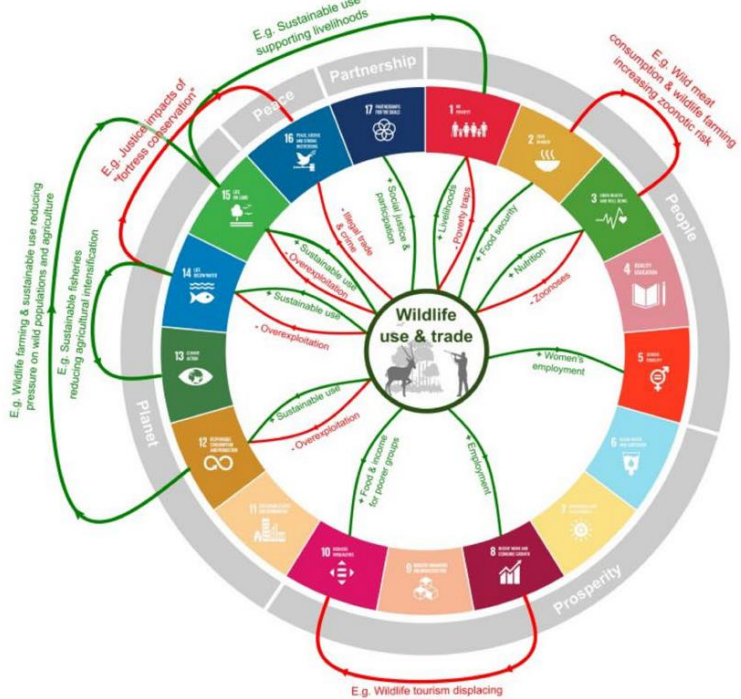 E.g. Sustainable use
supporting livelihoods
E.g. Wild meat
consumption & wildlife farming
increasing zoonotic risk
E.g. Justice impacts of
"fortress conservation"
E.g. Wildlife farming & sustainable use reducing
pressure on wild populations and agriculture
E.g. Sustainable fisheries
reducing agricultural intensification
Peace
Partnership
People
Prosperity
Planet
17 PARTNERSHIPS
FOR THE GOALS
1 NO
POVERTY
2 ZERO
HUNGER
3 GOOD HEALTH
AND WELL-BEING
4 QUALITY
EDUCATION
5 GENDER
EQUALITY
6
7
8 DECENT WORK AND
ECONOMIC GROWTH
9
10 REDUCED
INEQUALITIES
11
12 RESPONSIBLE
CONSUMPTION
AND PRODUCTION
13 CLIMATE
ACTION
14 LIFE
BELOW WATER
15 LIFE
ON LAND
16 PEACE, JUSTICE
AND STRONG
INSTITUTIONS
Wildlife
use & trade
+ Social justice &
participation
+ Livelihoods
- Poverty traps
+ Food security
+ Nutrition
- Zoonoses
+ Women's
employment
+ Employment
+ Food & income
for poorer groups
+ Sustainable use
- Overexploitation
+ Sustainable use
- Overexploitation
+ Sustainable use
- Overexploitation
- Illegal trade
& crime
E.g. Wildlife tourism displacing